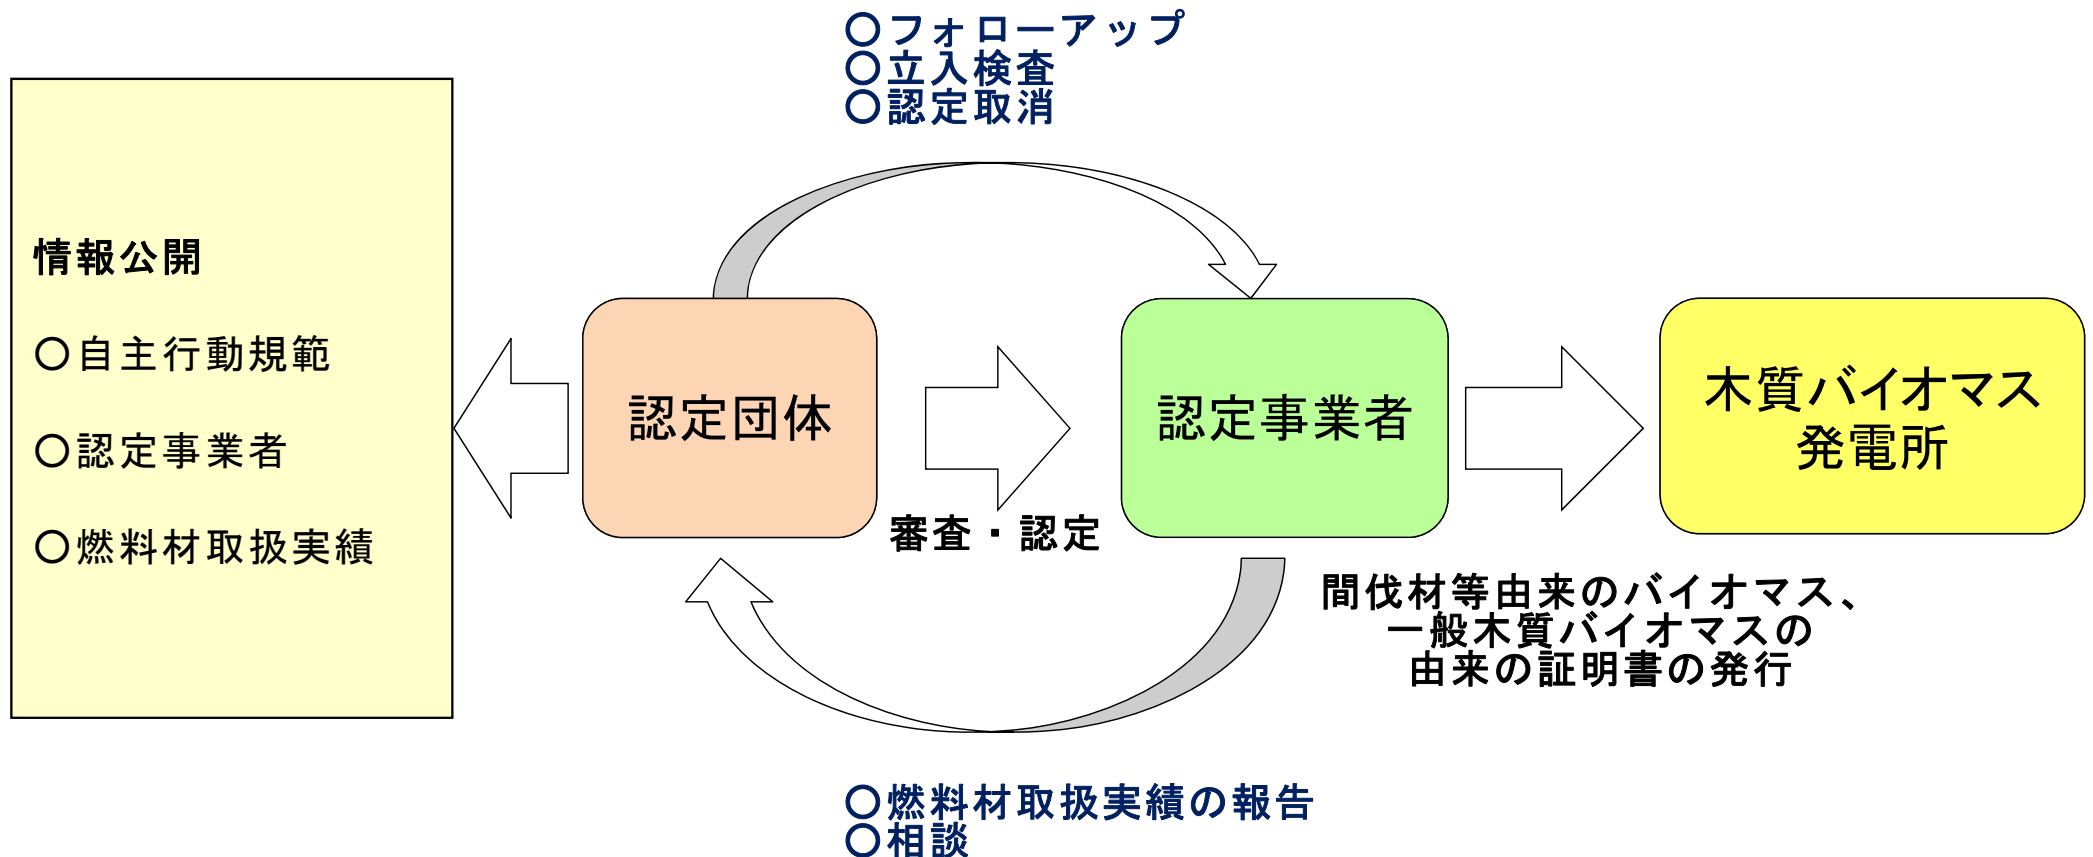 〇フォローアップ
〇立入検査
〇認定取消
情報公開
〇自主行動規範
〇認定事業者
〇燃料材取扱実績
認定団体
審査・認定
認定事業者
木質バイオマス
発電所
間伐材等由来のバイオマス、
一般木質バイオマスの
由来の証明書の発行
〇燃料材取扱実績の報告
〇相談